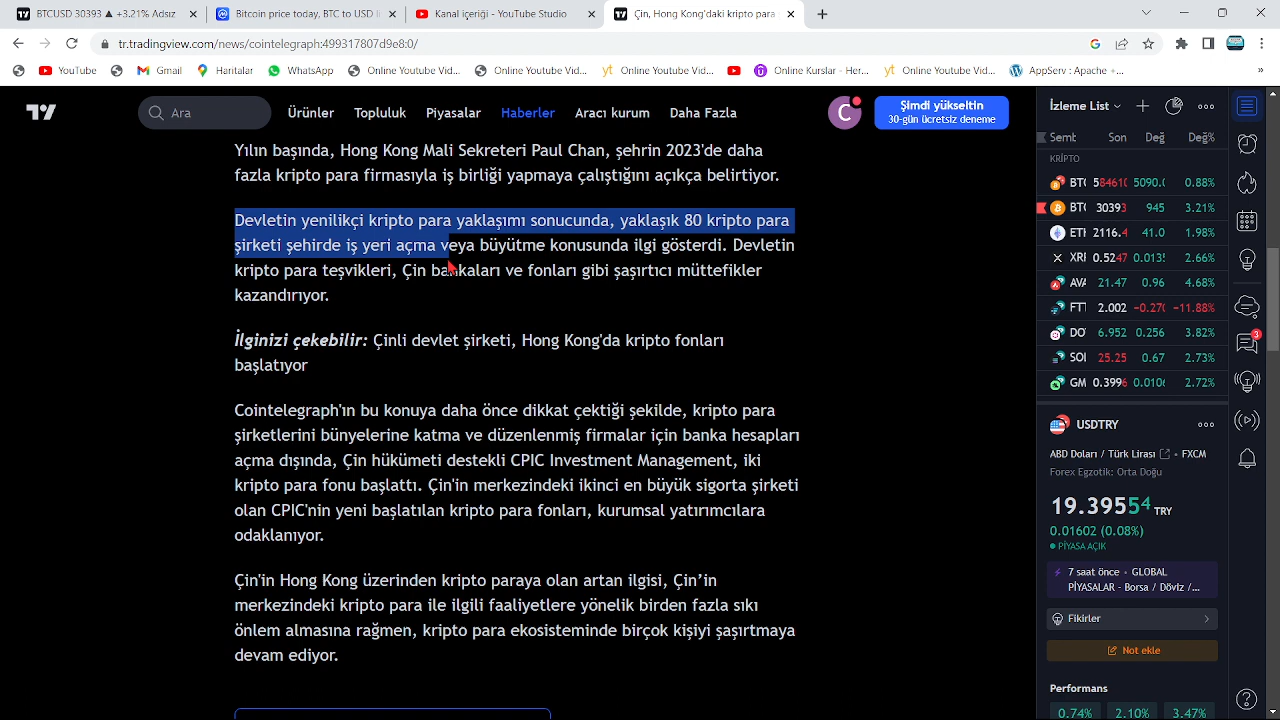 BTCUSD 30393 ▲ +3.21% Adsız
Bitcoin price today, BTC to USD l
Kanal içeriği - YouTube Studio
Çin, Hong Kong'daki kripto para
tr.tradingview.com/news/cointelegraph:499317807d9e8:0/
YouTube
Gmail
Haritalar
WhatsApp
Online Youtube Vid...
Online Youtube Vid...
Online Youtube Vid...
Online Kurslar - Her...
Online Youtube Vid...
AppServ : Apache +...
»
Ara
Ürünler
Topluluk
Piyasalar
Haberler
Aracı kurum
Daha Fazla
C
Şimdi yükseltin
30-gün ücretsiz deneme
Yılın başında, Hong Kong Mali Sekreteri Paul Chan, şehrin 2023'de daha
fazla kripto para firmasıyla iş birliği yapmaya çalıştığını açıkça belirtiyor.
Devletin yenilikçi kripto para yaklaşımı sonucunda, yaklaşık 80 kripto para
şirketi şehirde iş yeri açma veya büyütme konusunda ilgi gösterdi. Devletin
kripto para teşvikleri, Çin bankaları ve fonları gibi şaşırtıcı müttefikler
kazandırıyor.
İlginizi çekebilir: Çinli devlet şirketi, Hong Kong'da kripto fonları
başlatıyor
Cointelegraph'ın bu konuya daha önce dikkat çektiği şekilde, kripto para
şirketlerini bünyelerine katma ve düzenlenmiş firmalar için banka hesapları
açma dışında, Çin hükümeti destekli CPIC Investment Management, iki
kripto para fonu başlattı. Çin'in merkezindeki ikinci en büyük sigorta şirketi
olan CPIC'nin yeni başlatılan kripto para fonları, kurumsal yatırımcılara
odaklanıyor.
Çin'in Hong Kong üzerinden kripto paraya olan artan ilgisi, Çin’in
merkezindeki kripto para ile ilgili faaliyetlere yönelik birden fazla sıkı
önlem almasına rağmen, kripto para ekosisteminde birçok kişiyi şaşırtmaya
devam ediyor.
İzleme List
Semb Son Değ Değ%
KRİPTO
BT( 584610 5090.0 0.88%
BT( 30393 945 3.21%
ETI 2116.4 41.0 1.98%
XRI 0.5247 0.0135 2.66%
AVA 21.47 0.96 4.68%
FTT 2.002 −0.270 −11.88%
DO 6.952 0.256 3.82%
SOI 25.25 0.67 2.73%
GM 0.3996 0.0106 2.72%
USDTRY
ABD Doları / Türk Lirası • FXCM
Forex Egzotik: Orta Doğu
19.39554 TRY
0.01602 (0.08%)
PİYASA AÇIK
7 saat önce • GLOBAL
PİYASALAR - Borsa / Döviz /...
Fikirler
Not ekle
Performans
0.74% 2.10% 3.47%
3